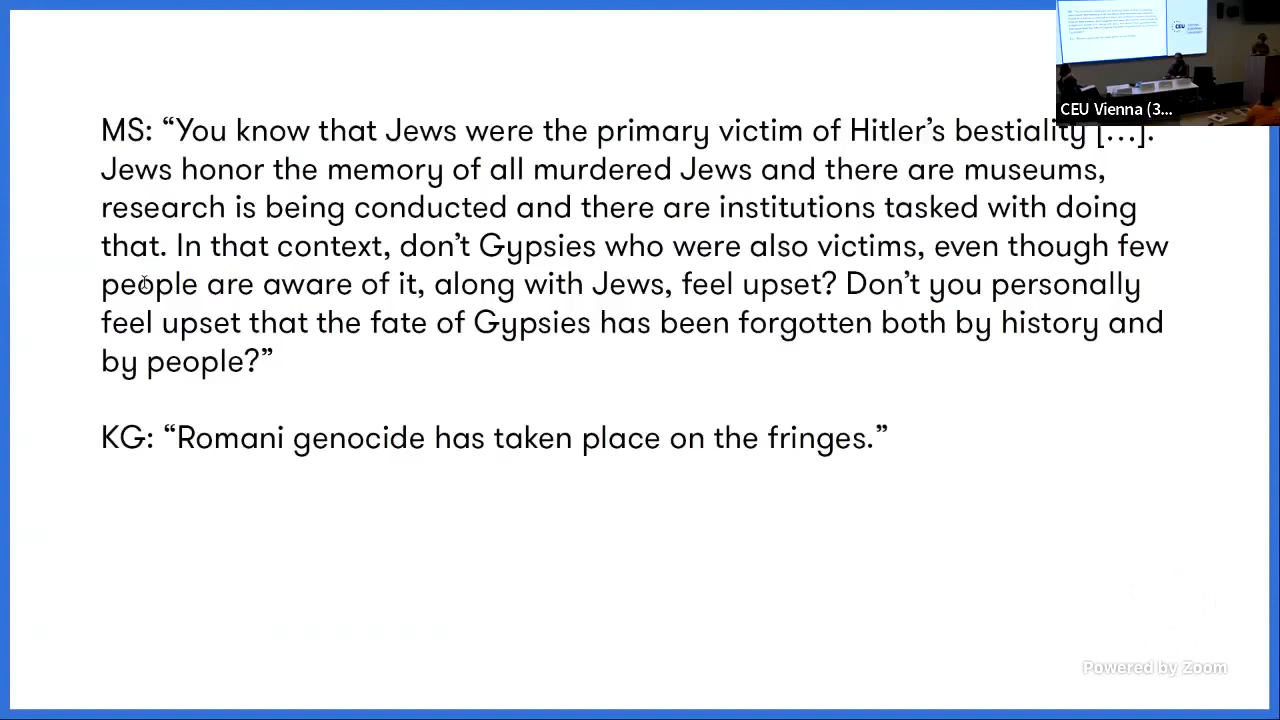 CEU
CEU Vienna (3...
MS: “You know that Jews were the primary victim of Hitler’s bestiality […].
Jews honor the memory of all murdered Jews and there are museums,
research is being conducted and there are institutions tasked with doing
that. In that context, don’t Gypsies who were also victims, even though few
people are aware of it, along with Jews, feel upset? Don’t you personally
feel upset that the fate of Gypsies has been forgotten both by history and
by people?”
KG: “Romani genocide has taken place on the fringes.”
Powered by Zoom